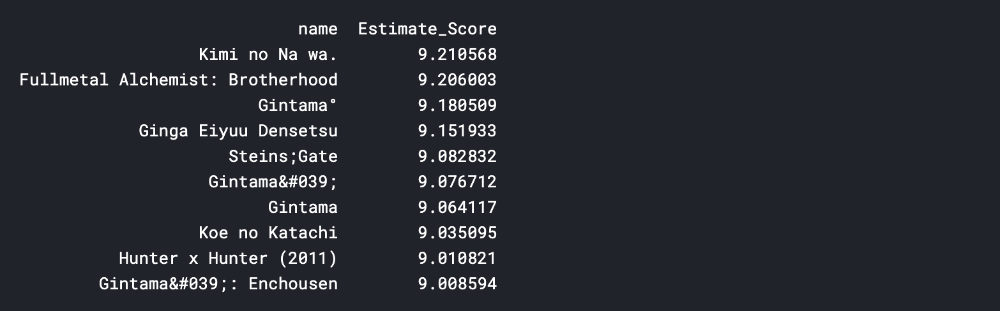 name Estimate_Score
Kimi no Na wa. 9.210568
Fullmetal Alchemist: Brotherhood 9.206003
Gintama° 9.180509
Ginga Eiyuu Densetsu 9.151933
Steins;Gate 9.082832
Gintama&#039; 9.076712
Gintama 9.064117
Koe no Katachi 9.035095
Hunter x Hunter (2011) 9.010821
Gintama&#039;: Enchousen 9.008594